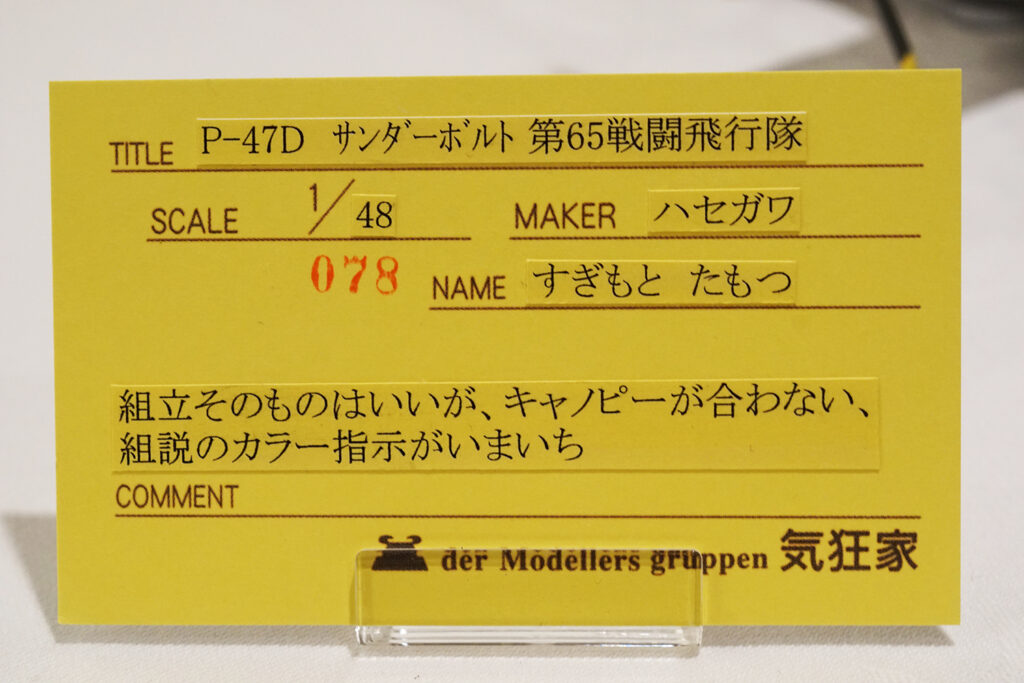 TITLE P-47D サンダーボルト 第65戦闘飛行隊
SCALE 1/48 MAKER ハセガワ
078 NAME すぎもと たもつ
組立そのものはいいが、キャノピーが合わない、
組説のカラー指示がいまいち
COMMENT
der Modellers gruppen 気狂家